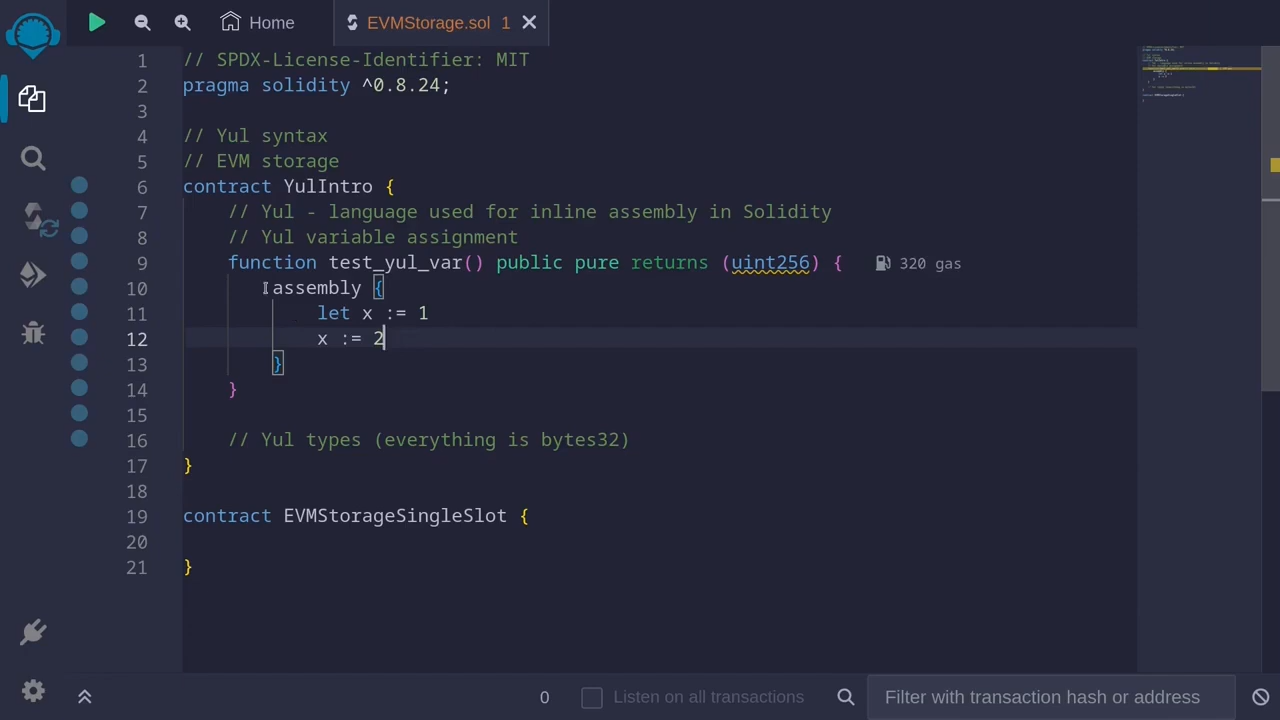 Home
EVMStorage.sol 1
1 // SPDX-License-Identifier: MIT
2 pragma solidity ^0.8.24;
3
4 // Yul syntax
5 // EVM storage
6 contract YulIntro {
7 // Yul - language used for inline assembly in Solidity
8 // Yul variable assignment
9 function test_yul_var() public pure returns (uint256) { 320 gas
10 assembly {
11 let x := 1
12 x := 2
13 }
14 }
15
16 // Yul types (everything is bytes32)
17 }
18
19 contract EVMStorageSingleSlot {
20
21 }
0 Listen on all transactions Filter with transaction hash or address